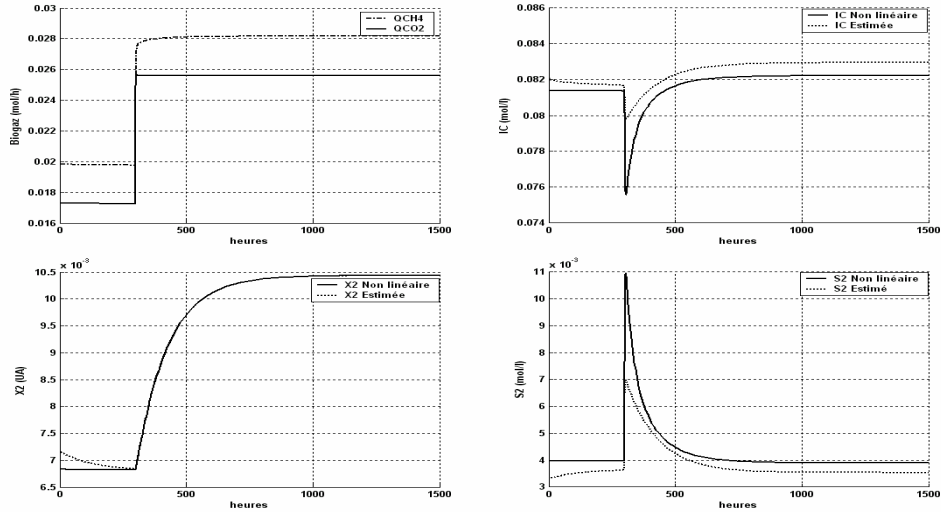 0.03
0.028
0.026
0.024
0.022
0.02
0.018
0.016
Biogaz (mol/h)
QCH4
QCO2
0
500
1000
1500
heures
0.086
0.084
0.082
0.08
0.078
0.076
0.074
IC (mol/l)
IC Non linéaire
IC Estimée
0
500
1000
1500
heures
x 10⁻³
10.5
10
9.5
9
8.5
8
7.5
7
6.5
X2 (UA)
X2 Non linéaire
X2 Estimée
0
500
1000
1500
heures
x 10⁻³
11
10
9
8
7
6
5
4
3
S2 (mol/l)
S2 Non linéaire
S2 Estimé
0
500
1000
1500
heures